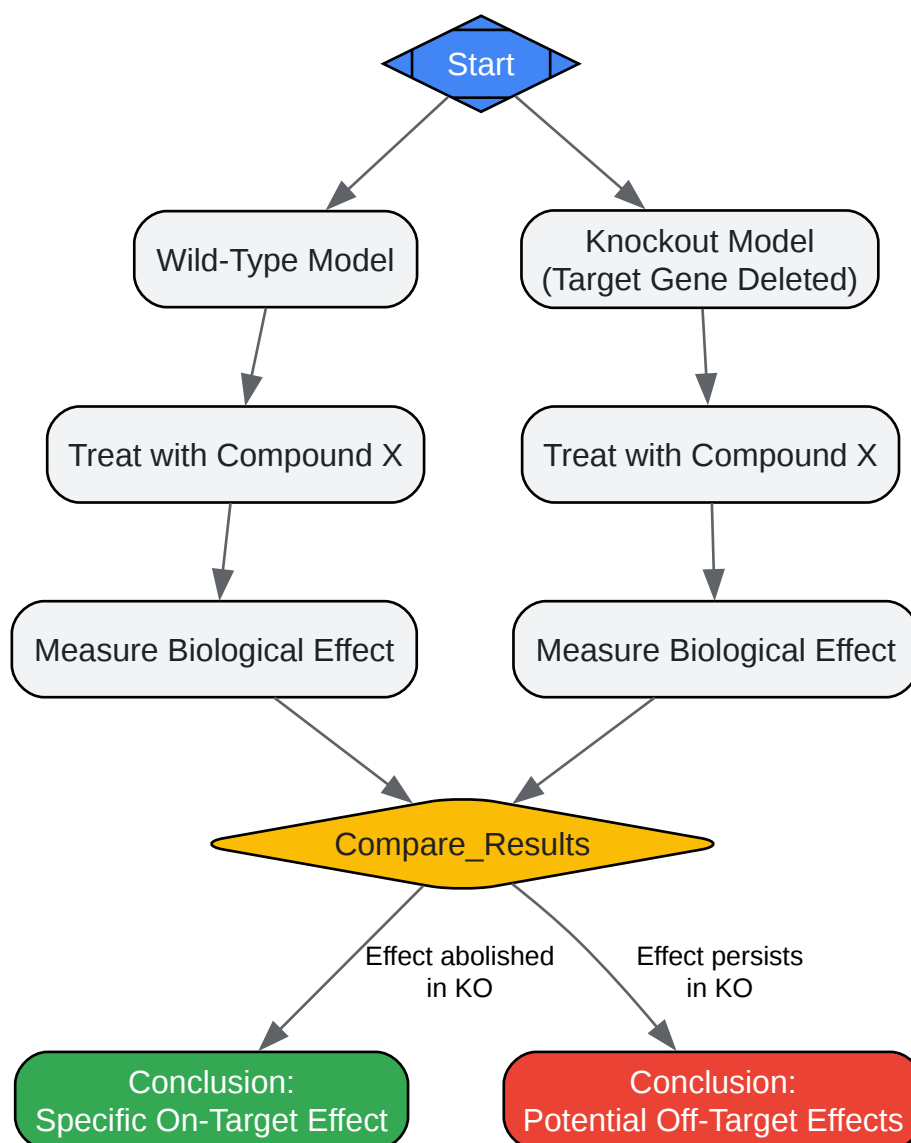 Start
Wild-Type Model
Knockout Model
(Target Gene Deleted)
Treat with Compound X
Treat with Compound X
Measure Biological Effect
Measure Biological Effect
Compare_Results
Effect abolished
in KO
Effect persists
in KO
Conclusion:
Specific On-Target Effect
Conclusion:
Potential Off-Target Effects